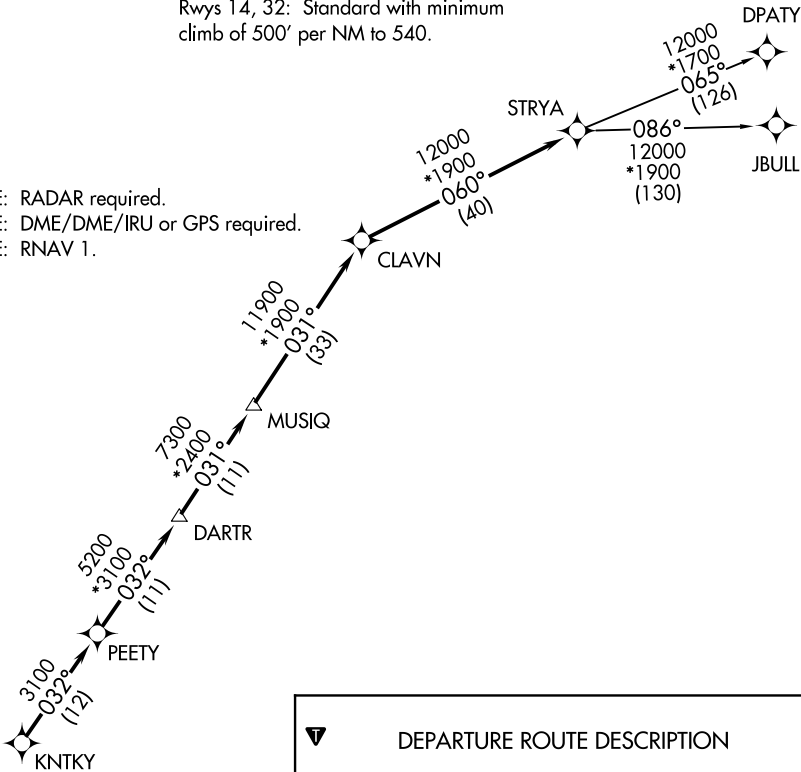 Rwys 14, 32: Standard with minimum
climb of 500' per NM to 540.
DPATY
12000
*1700
065°
(126)
STRYA
086°
12000
*1900
(130)
JBULL
12000
*1900
060°
(40)
E: RADAR required.
E: DME/DME/IRU or GPS required.
E: RNAV 1.
CLAVN
11900
*1900
031°
(33)
MUSIQ
7300
*2400
031°
(11)
DARTR
5200
*3100
032°
(11)
PEETY
3100
032°
(12)
KNTKY
T
DEPARTURE ROUTE DESCRIPTION